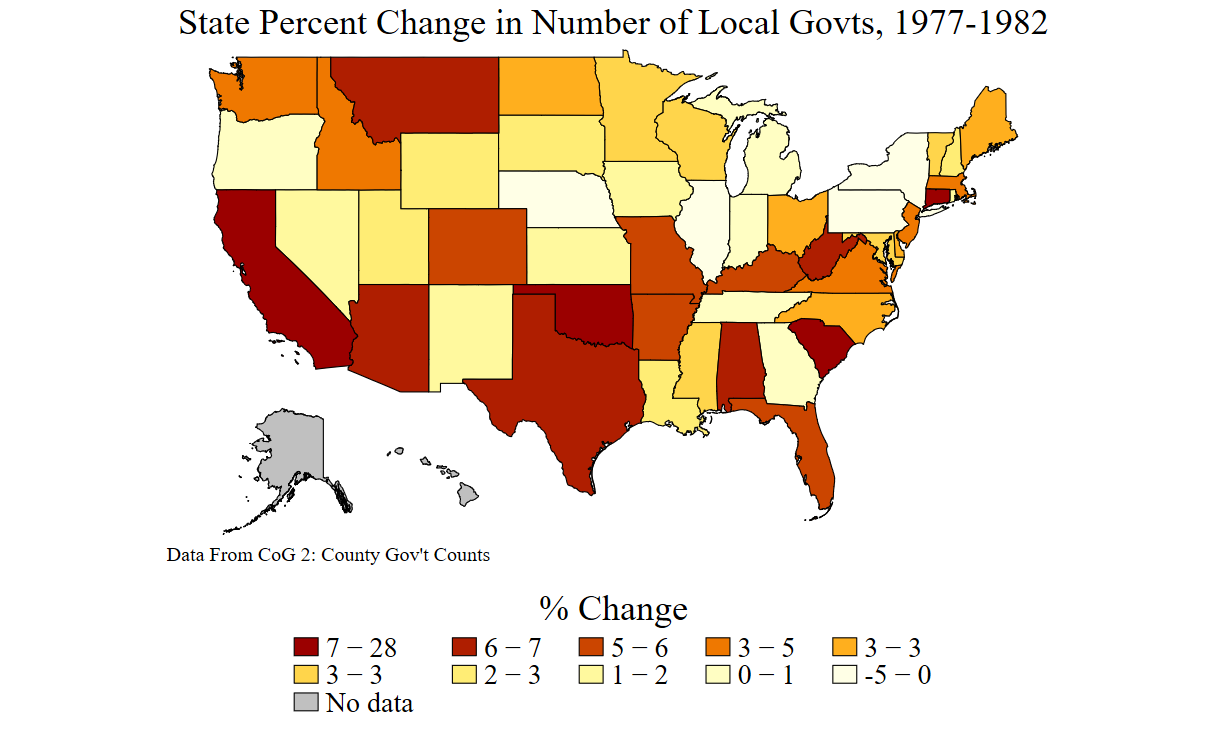 State Percent Change in Number of Local Govts, 1977-1982
Data From CoG 2: County Gov't Counts
% Change
7 − 28 6 − 7 5 − 6 3 − 5 3 − 3
3 − 3 2 − 3 1 − 2 0 − 1 -5 − 0
No data